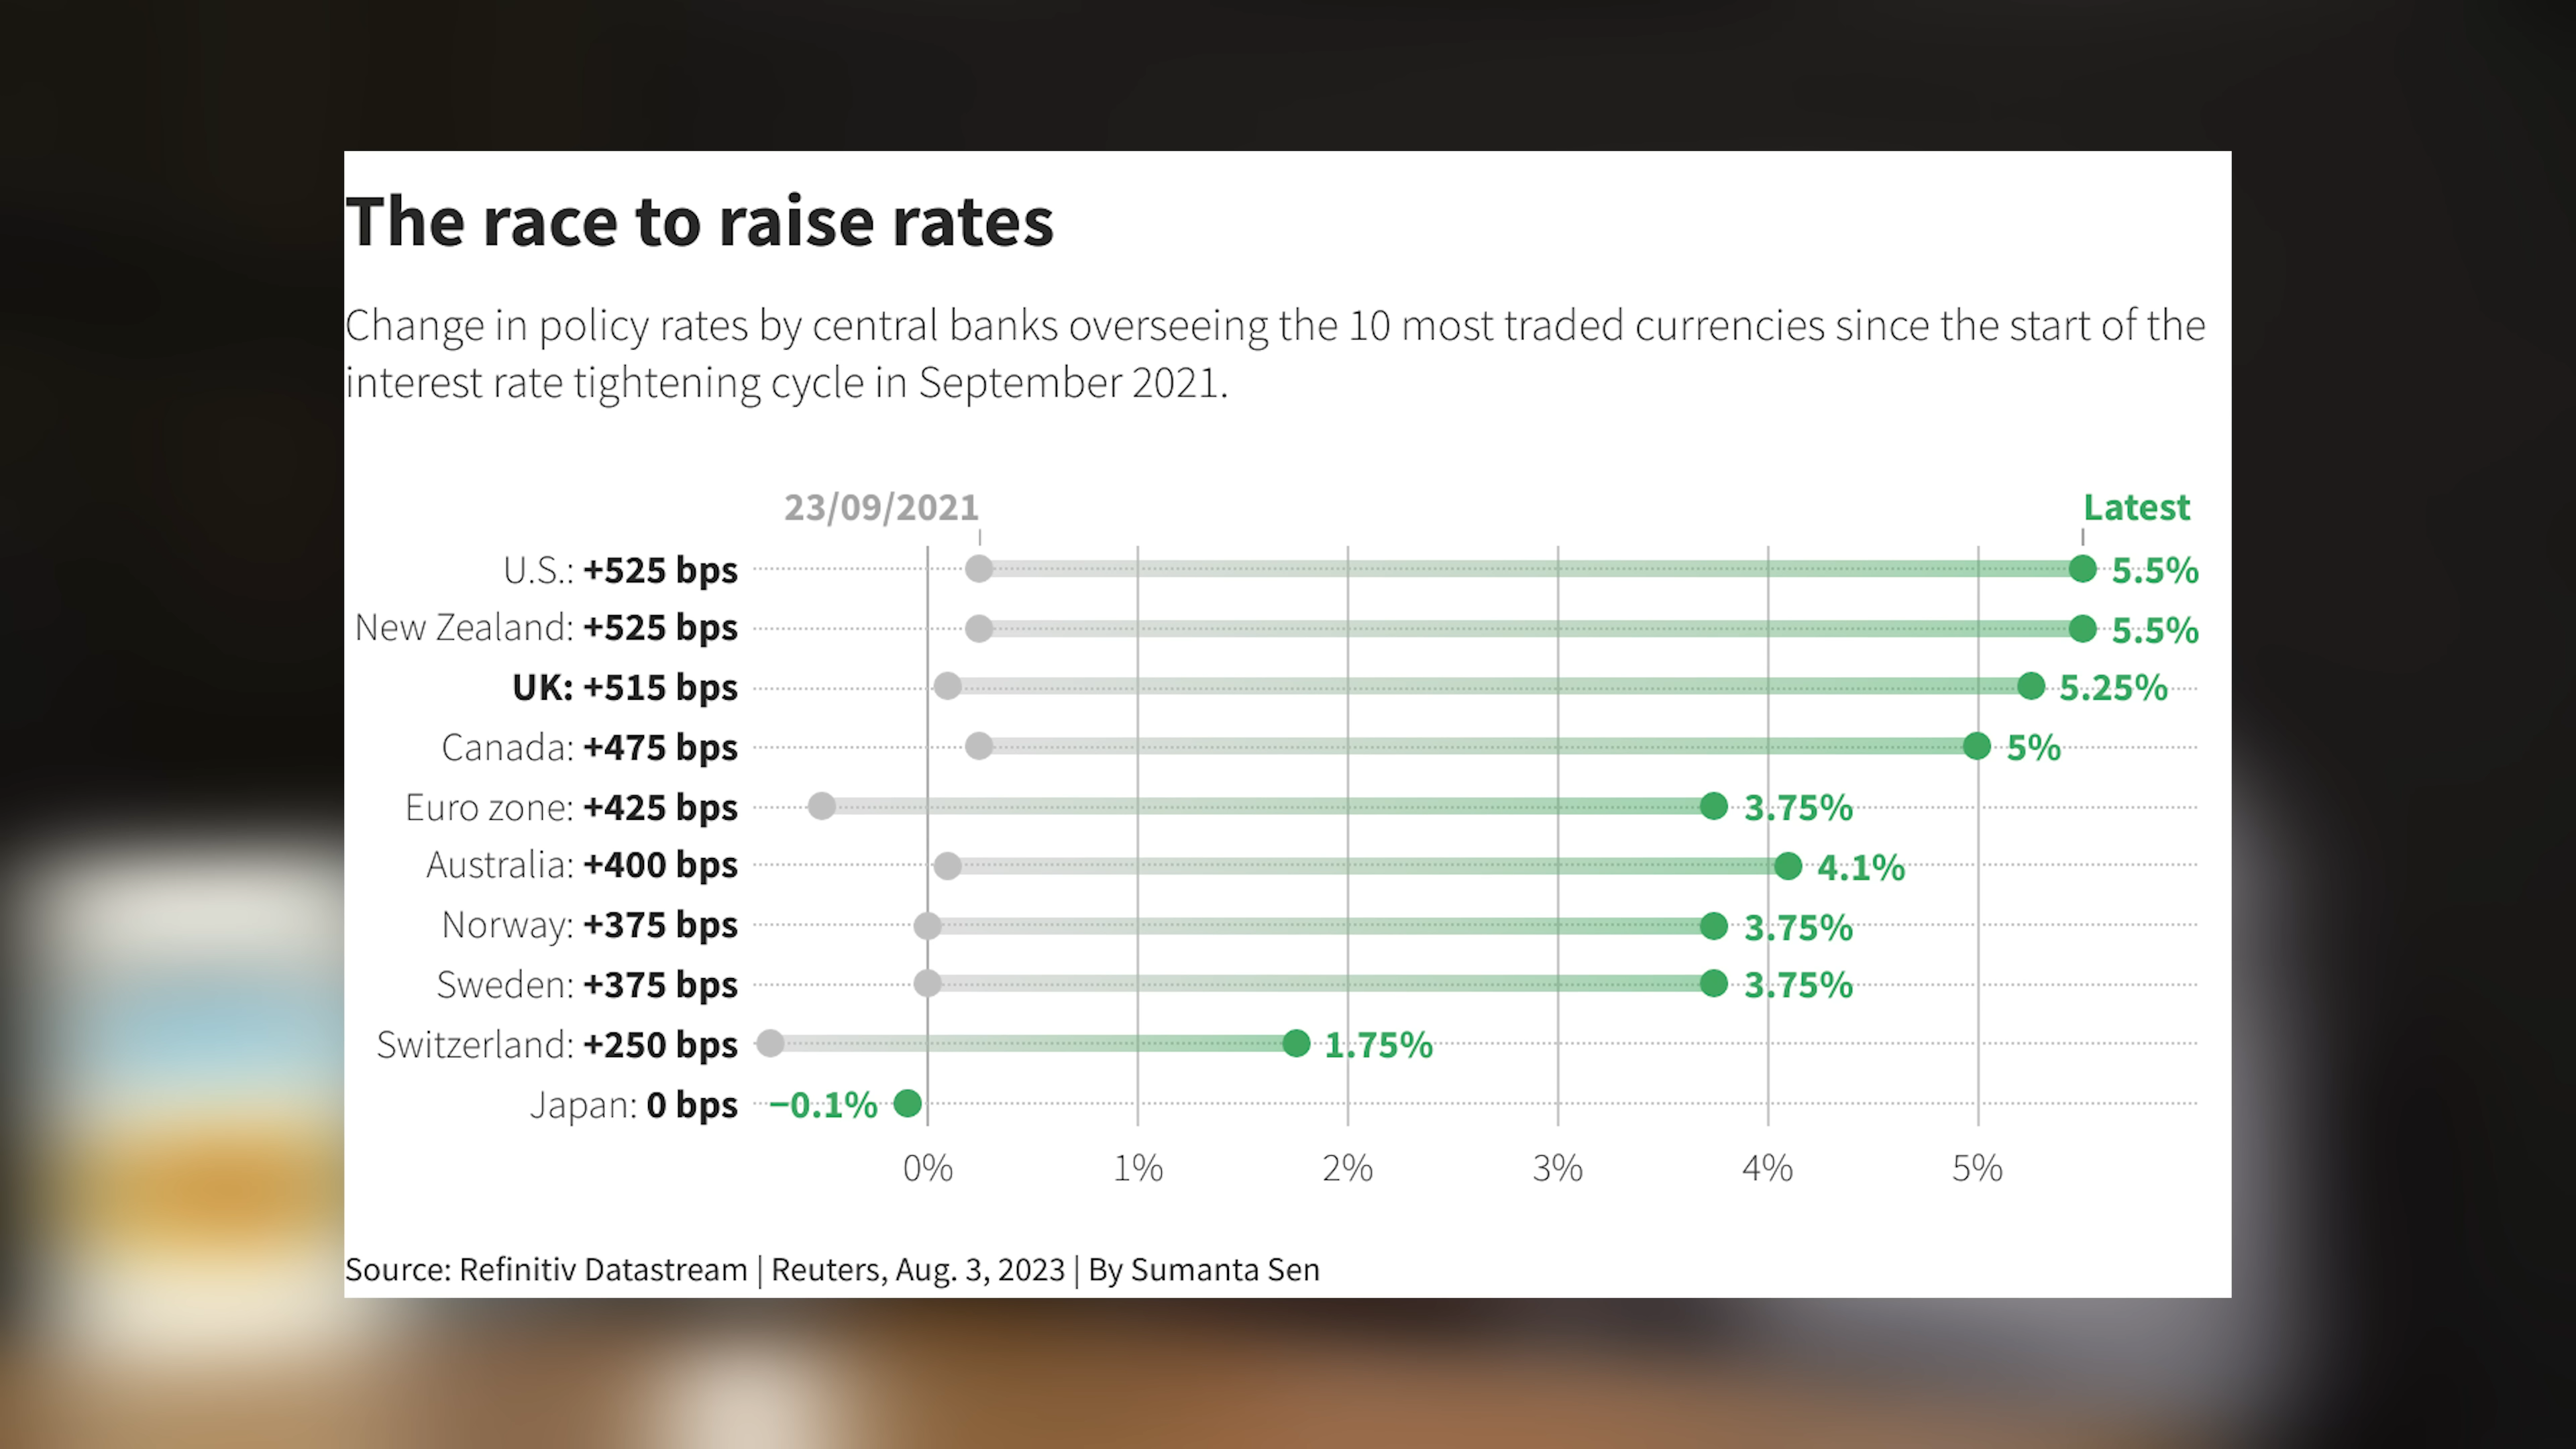 The race to raise rates
Change in policy rates by central banks overseeing the 10 most traded currencies since the start of the
interest rate tightening cycle in September 2021.
23/09/2021 Latest
U.S.: +525 bps 5.5%
New Zealand: +525 bps 5.5%
UK: +515 bps 5.25%
Canada: +475 bps 5%
Euro zone: +425 bps 3.75%
Australia: +400 bps 4.1%
Norway: +375 bps 3.75%
Sweden: +375 bps 3.75%
Switzerland: +250 bps 1.75%
Japan: 0 bps −0.1%
0% 1% 2% 3% 4% 5%
Source: Refinitiv Datastream | Reuters, Aug. 3, 2023 | By Sumanta Sen